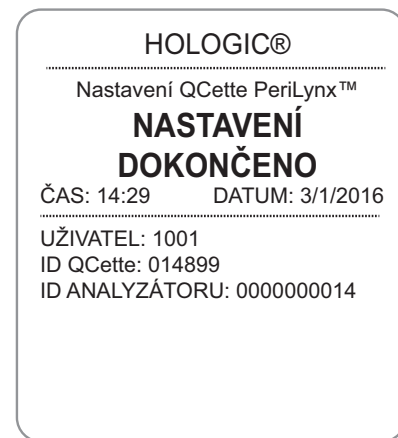 HOLOGIC®
Nastavení QCette PeriLynx™
NASTAVENÍ
DOKONČENO
ČAS: 14:29 DATUM: 3/1/2016
UŽIVATEL: 1001
ID QCette: 014899
ID ANALYZÁTORU: 0000000014